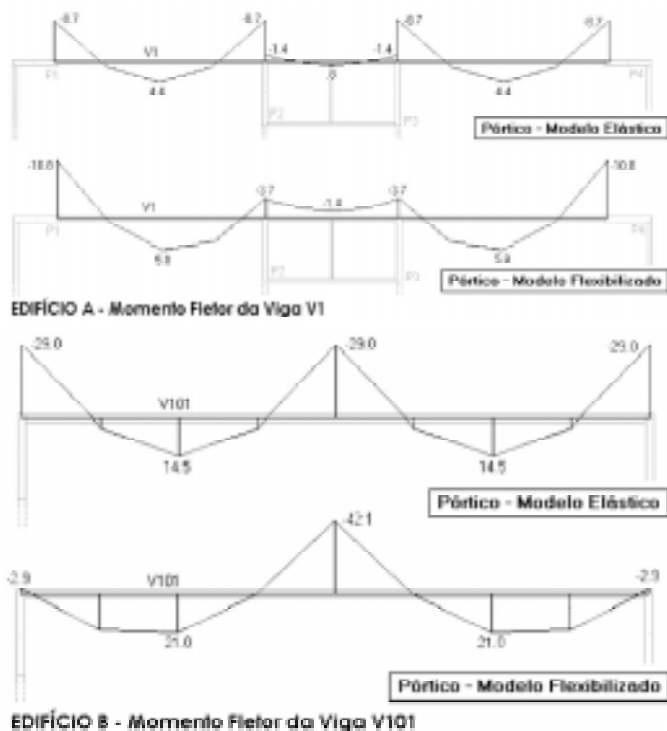 -8.7 -8.7 -8.7 -8.7
V1 -1.4 -1.4
P1 .8 P4
4.4 4.4
P2 P3
Pórtico - Modelo Elástico
-10.8 -10.8
V1 -3.7 -1.4 -3.7
P1 P4
5.8 5.8
P2 P3
Pórtico - Modelo Flexibilizado
EDIFÍCIO A - Momento Fletor da Viga V1
-29.0 -29.0 -29.0
V101
14.5 14.5
Pórtico - Modelo Elástico
-42.1
-2.9 V101 -2.9
21.0 21.0
Pórtico - Modelo Flexibilizado
EDIFÍCIO B - Momento Fletor da Viga V101